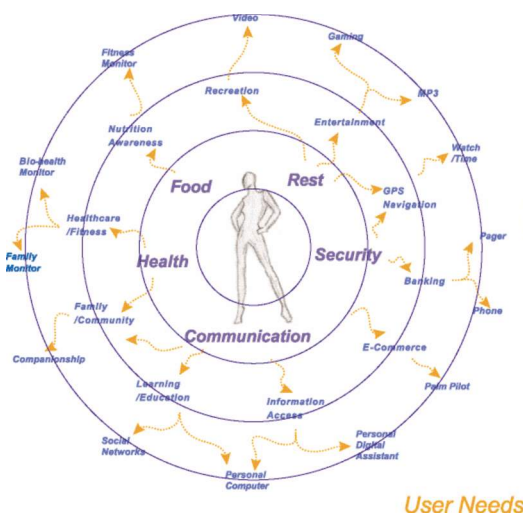 Video
Gaming
Fitness
Monitor
Recreation
MP3
Entertainment
Nutrition
Awareness
Watch
/Time
Bio-health
Monitor
Food
Rest
GPS
Navigation
Healthcare
/Fitness
Pager
Family
Monitor
Health
Security
Banking
Family
/Community
Phone
Communication
E-Commerce
Companionship
Learning
/Education
Palm Pilot
Information
Access
Social
Networks
Personal
Digital
Assistant
Personal
Computer
User Needs